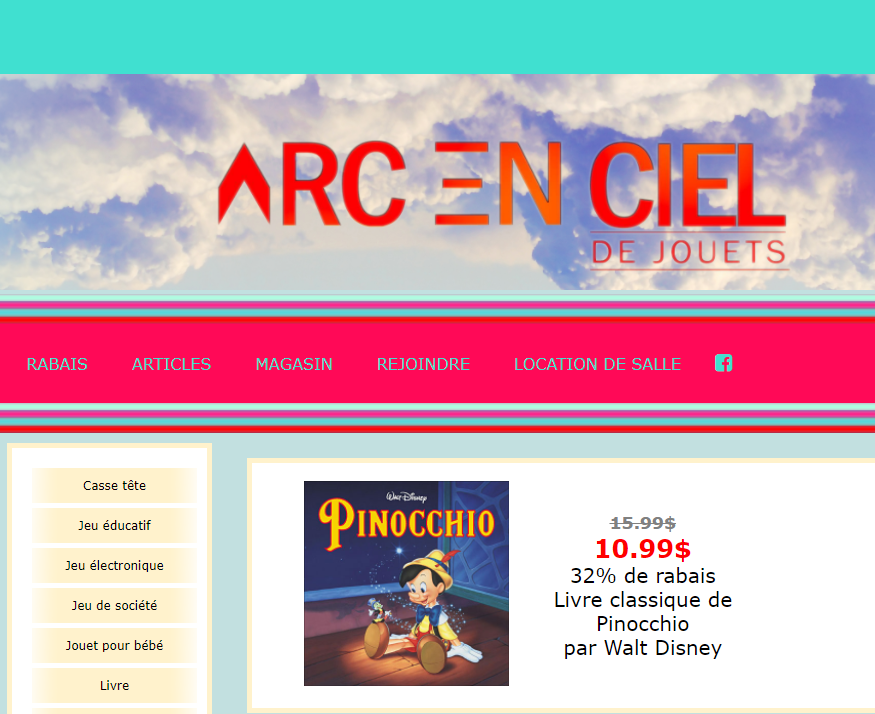 ARC EN CIEL
DE JOUETS
RABAIS
ARTICLES
MAGASIN
REJOINDRE
LOCATION DE SALLE
Casse tête
Jeu éducatif
Jeu électronique
Jeu de société
Jouet pour bébé
Livre
Walt Disney
PINOCCHIO
15.99$
10.99$
32% de rabais
Livre classique de
Pinocchio
par Walt Disney